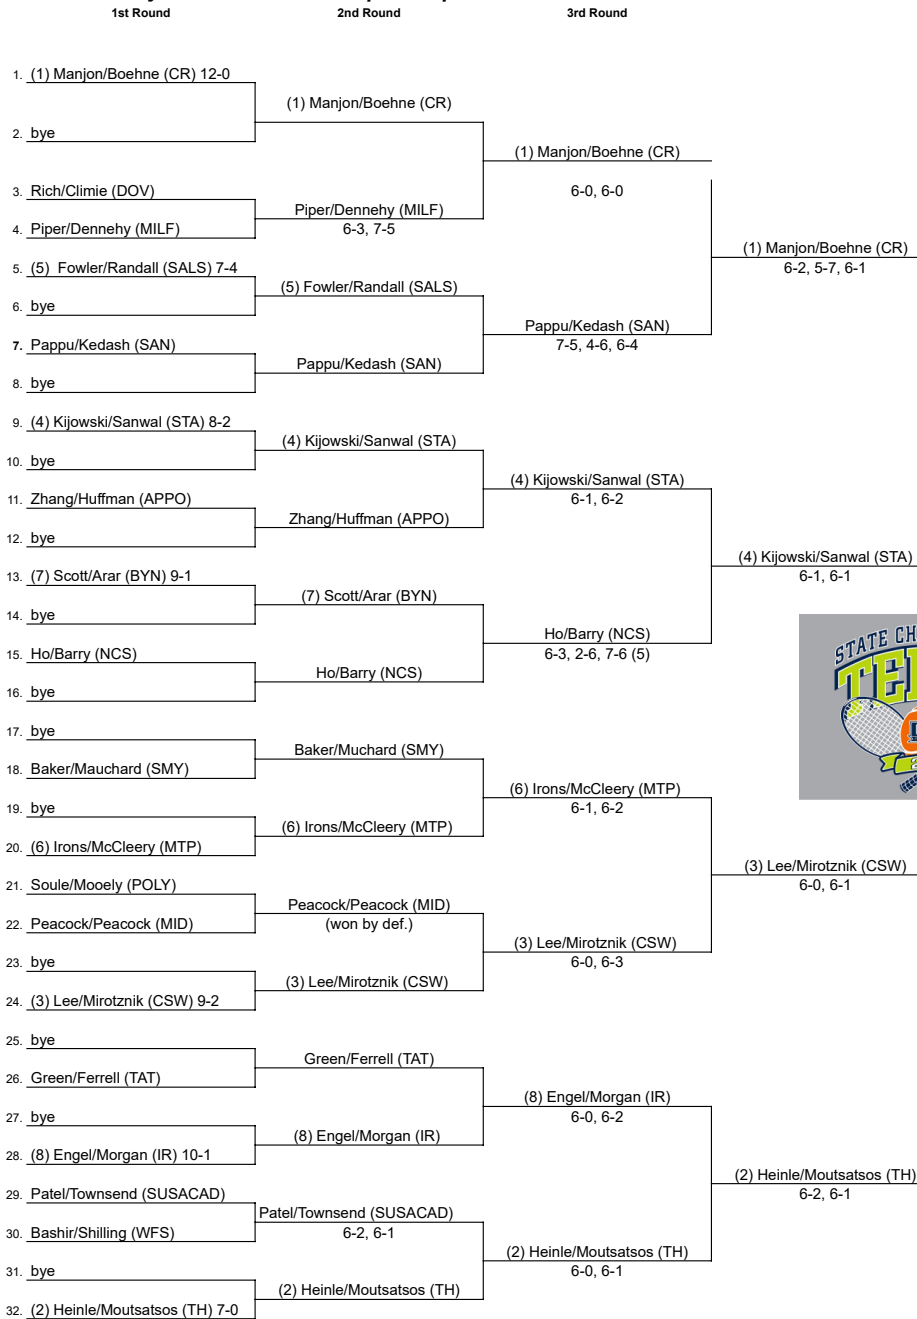 1st Round
2nd Round
3rd Round
1. (1) Manjon/Boehne (CR) 12-0
(1) Manjon/Boehne (CR)
2. bye
(1) Manjon/Boehne (CR)
6-0, 6-0
3. Rich/Climie (DOV)
Piper/Dennehy (MILF)
6-3, 7-5
4. Piper/Dennehy (MILF)
(1) Manjon/Boehne (CR)
6-2, 5-7, 6-1
5. (5) Fowler/Randall (SALS) 7-4
(5) Fowler/Randall (SALS)
6. bye
Pappu/Kedash (SAN)
7-5, 4-6, 6-4
7. Pappu/Kedash (SAN)
Pappu/Kedash (SAN)
8. bye
9. (4) Kijowski/Sanwal (STA) 8-2
(4) Kijowski/Sanwal (STA)
10. bye
(4) Kijowski/Sanwal (STA)
6-1, 6-2
11. Zhang/Huffman (APPO)
Zhang/Huffman (APPO)
12. bye
(4) Kijowski/Sanwal (STA)
6-1, 6-1
13. (7) Scott/Arar (BYN) 9-1
(7) Scott/Arar (BYN)
14. bye
Ho/Barry (NCS)
6-3, 2-6, 7-6 (5)
15. Ho/Barry (NCS)
Ho/Barry (NCS)
16. bye
STATE CH
TE
17. bye
Baker/Muchard (SMY)
18. Baker/Mauchard (SMY)
(6) Irons/McCleery (MTP)
6-1, 6-2
19. bye
(6) Irons/McCleery (MTP)
20. (6) Irons/McCleery (MTP)
(3) Lee/Mirotznik (CSW)
6-0, 6-1
21. Soule/Mooely (POLY)
Peacock/Peacock (MID)
(won by def.)
22. Peacock/Peacock (MID)
(3) Lee/Mirotznik (CSW)
6-0, 6-3
23. bye
(3) Lee/Mirotznik (CSW)
24. (3) Lee/Mirotznik (CSW) 9-2
25. bye
Green/Ferrell (TAT)
26. Green/Ferrell (TAT)
(8) Engel/Morgan (IR)
6-0, 6-2
27. bye
(8) Engel/Morgan (IR)
28. (8) Engel/Morgan (IR) 10-1
(2) Heinle/Moutsatsos (TH)
6-2, 6-1
29. Patel/Townsend (SUSACAD)
Patel/Townsend (SUSACAD)
6-2, 6-1
30. Bashir/Shilling (WFS)
(2) Heinle/Moutsatsos (TH)
6-0, 6-1
31. bye
(2) Heinle/Moutsatsos (TH)
32. (2) Heinle/Moutsatsos (TH) 7-0